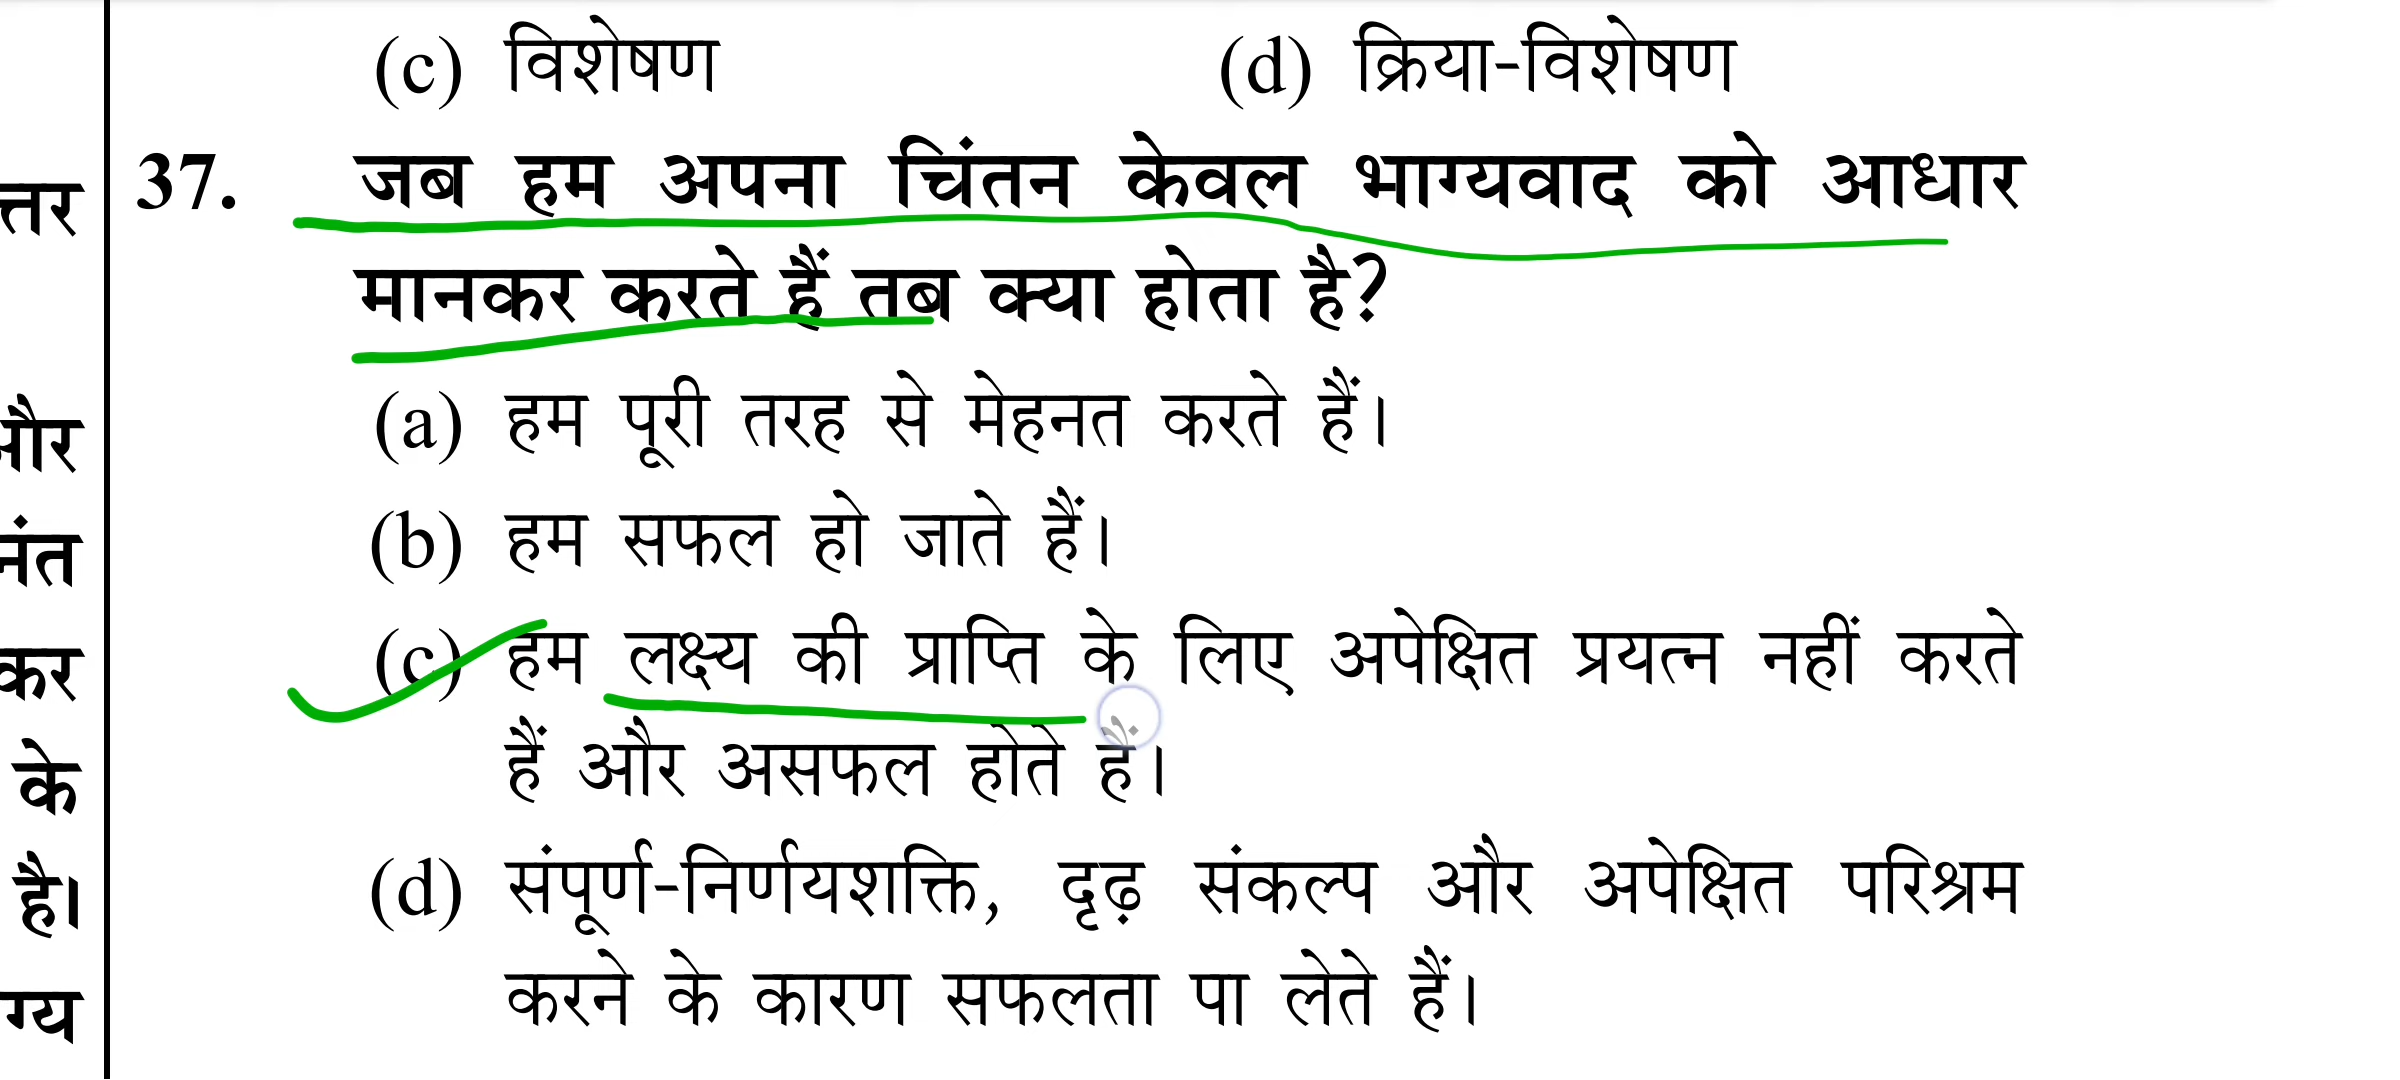 (c) विशेषण (d) क्रिया-विशेषण
37. जब हम अपना चिंतन केवल भाग्यवाद को आधार
मानकर करते हैं तब क्या होता है?
(a) हम पूरी तरह से मेहनत करते हैं।
(b) हम सफल हो जाते हैं।
(c) हम लक्ष्य की प्राप्ति के लिए अपेक्षित प्रयत्न नहीं करते
हैं और असफल होते हैं।
(d) संपूर्ण-निर्णयशक्ति, दृढ़ संकल्प और अपेक्षित परिश्रम
करने के कारण सफलता पा लेते हैं।
कर
के
है।